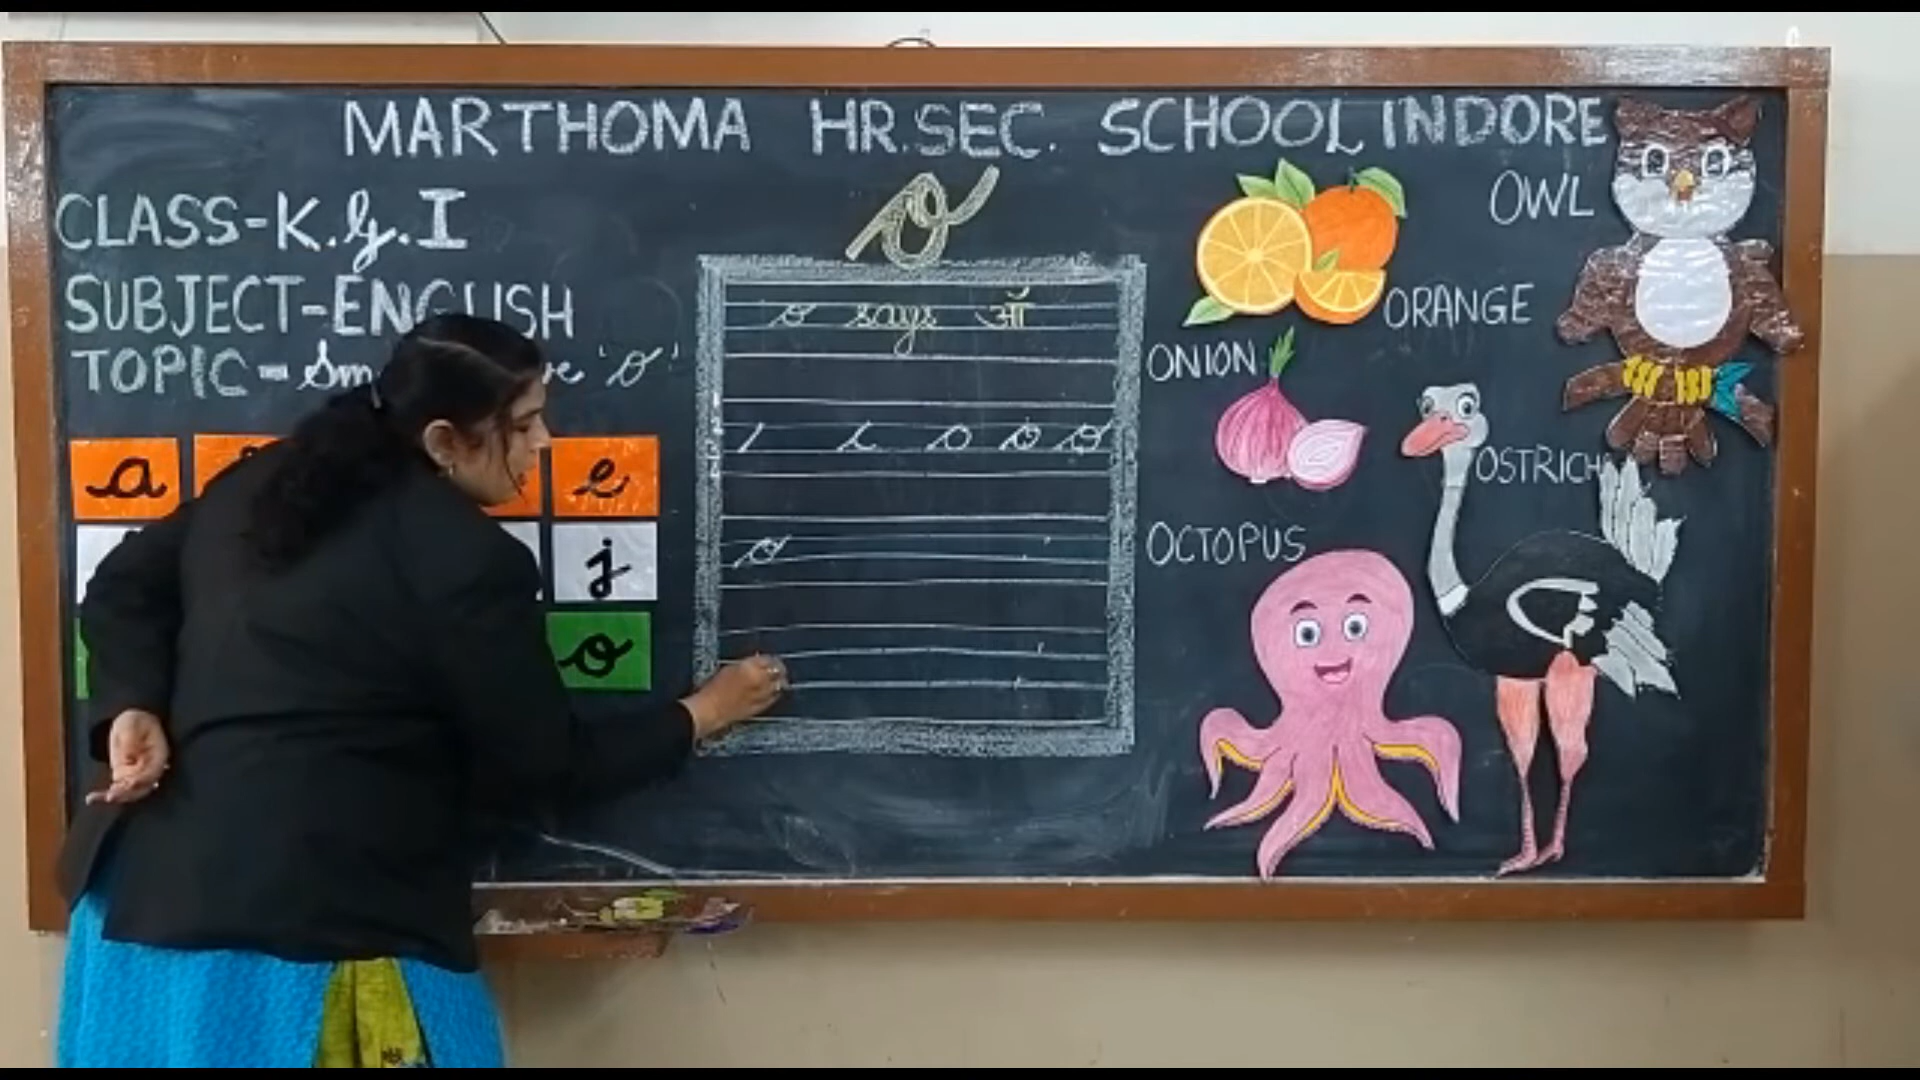 MARTHOMA HR.SEC. SCHOOL INDORE
CLASS-K.G.I
SUBJECT-ENGLISH
TOPIC- 'o'
a
e
j
o
o
o says ऑ
o o o
o
ORANGE
OWL
ONION
OSTRICH
OCTOPUS